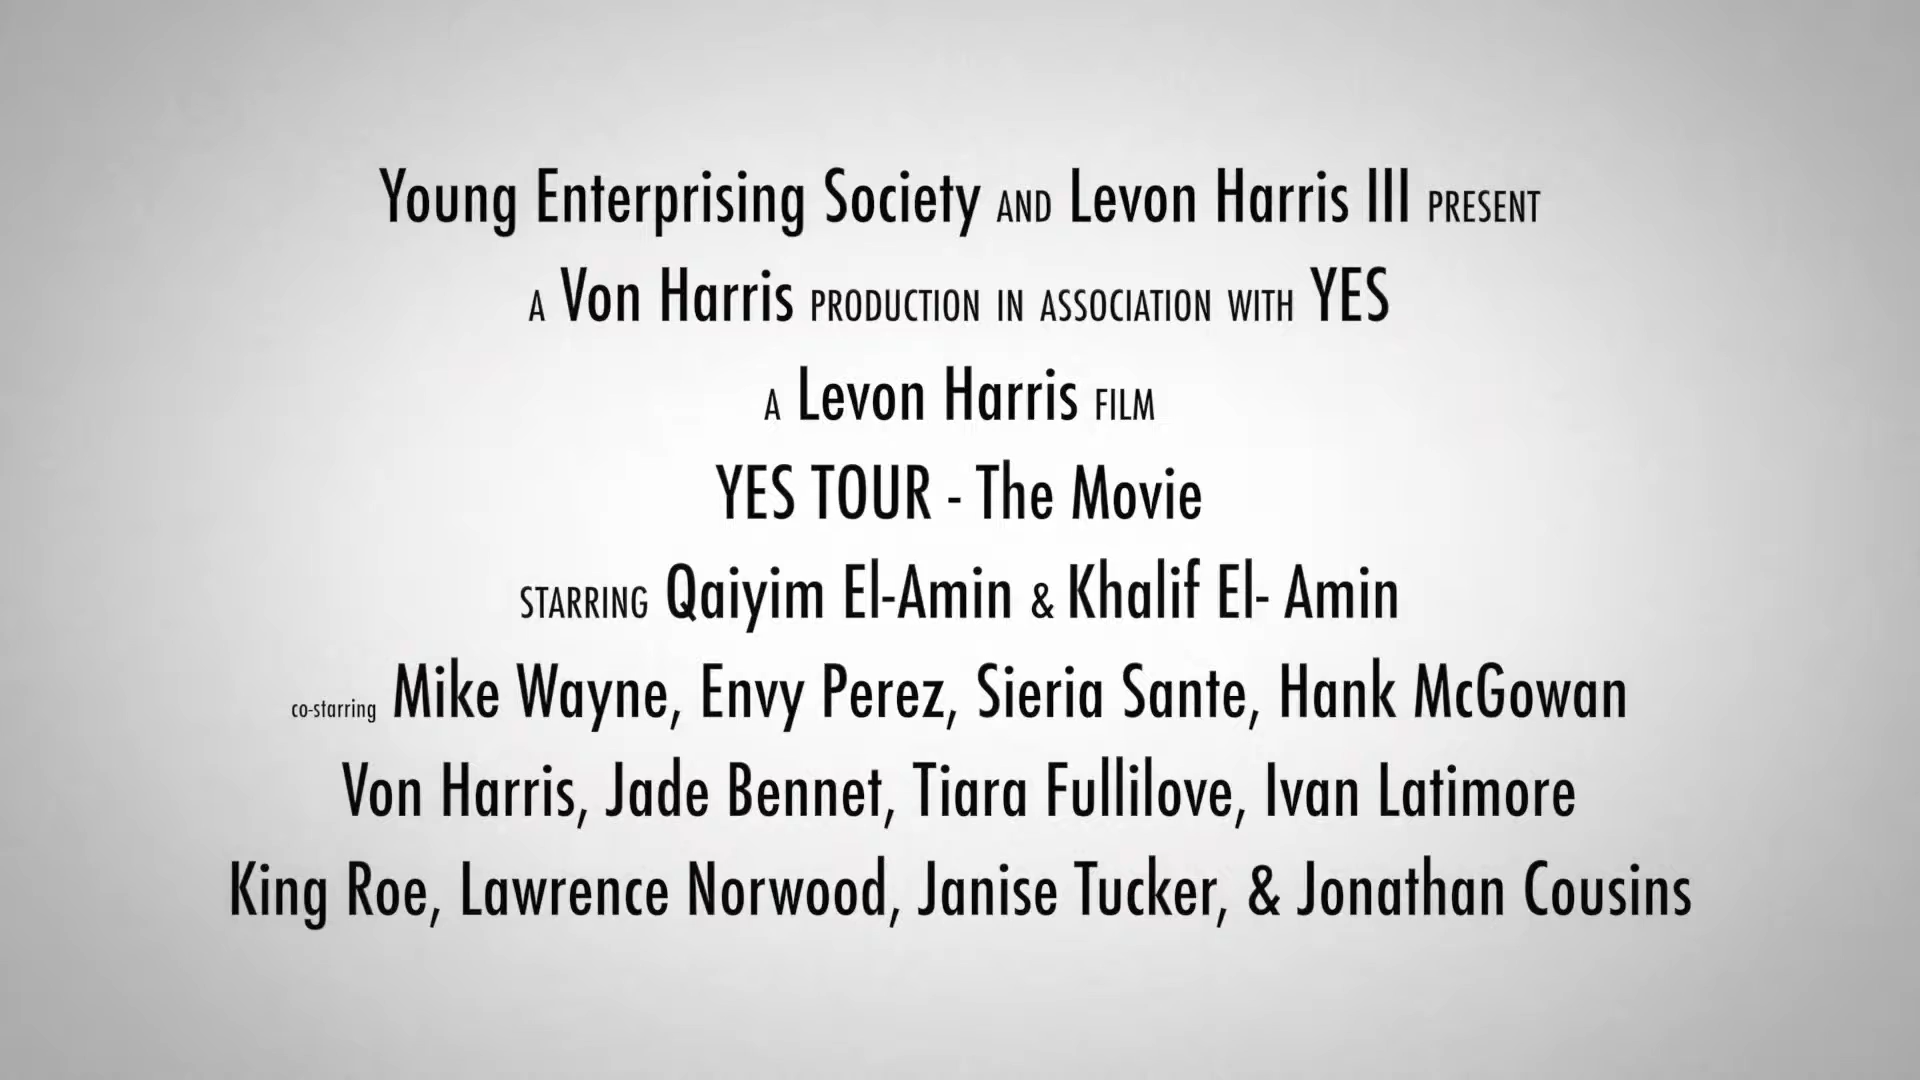 Young Enterprising Society AND Levon Harris III PRESENT
A Von Harris PRODUCTION IN ASSOCIATION WITH YES
A Levon Harris FILM
YES TOUR - The Movie
STARRING Qaiyim El-Amin & Khalif El- Amin
co-starring Mike Wayne, Envy Perez, Sieria Sante, Hank McGowan
Von Harris, Jade Bennet, Tiara Fullilove, Ivan Latimore
King Roe, Lawrence Norwood, Janise Tucker, & Jonathan Cousins